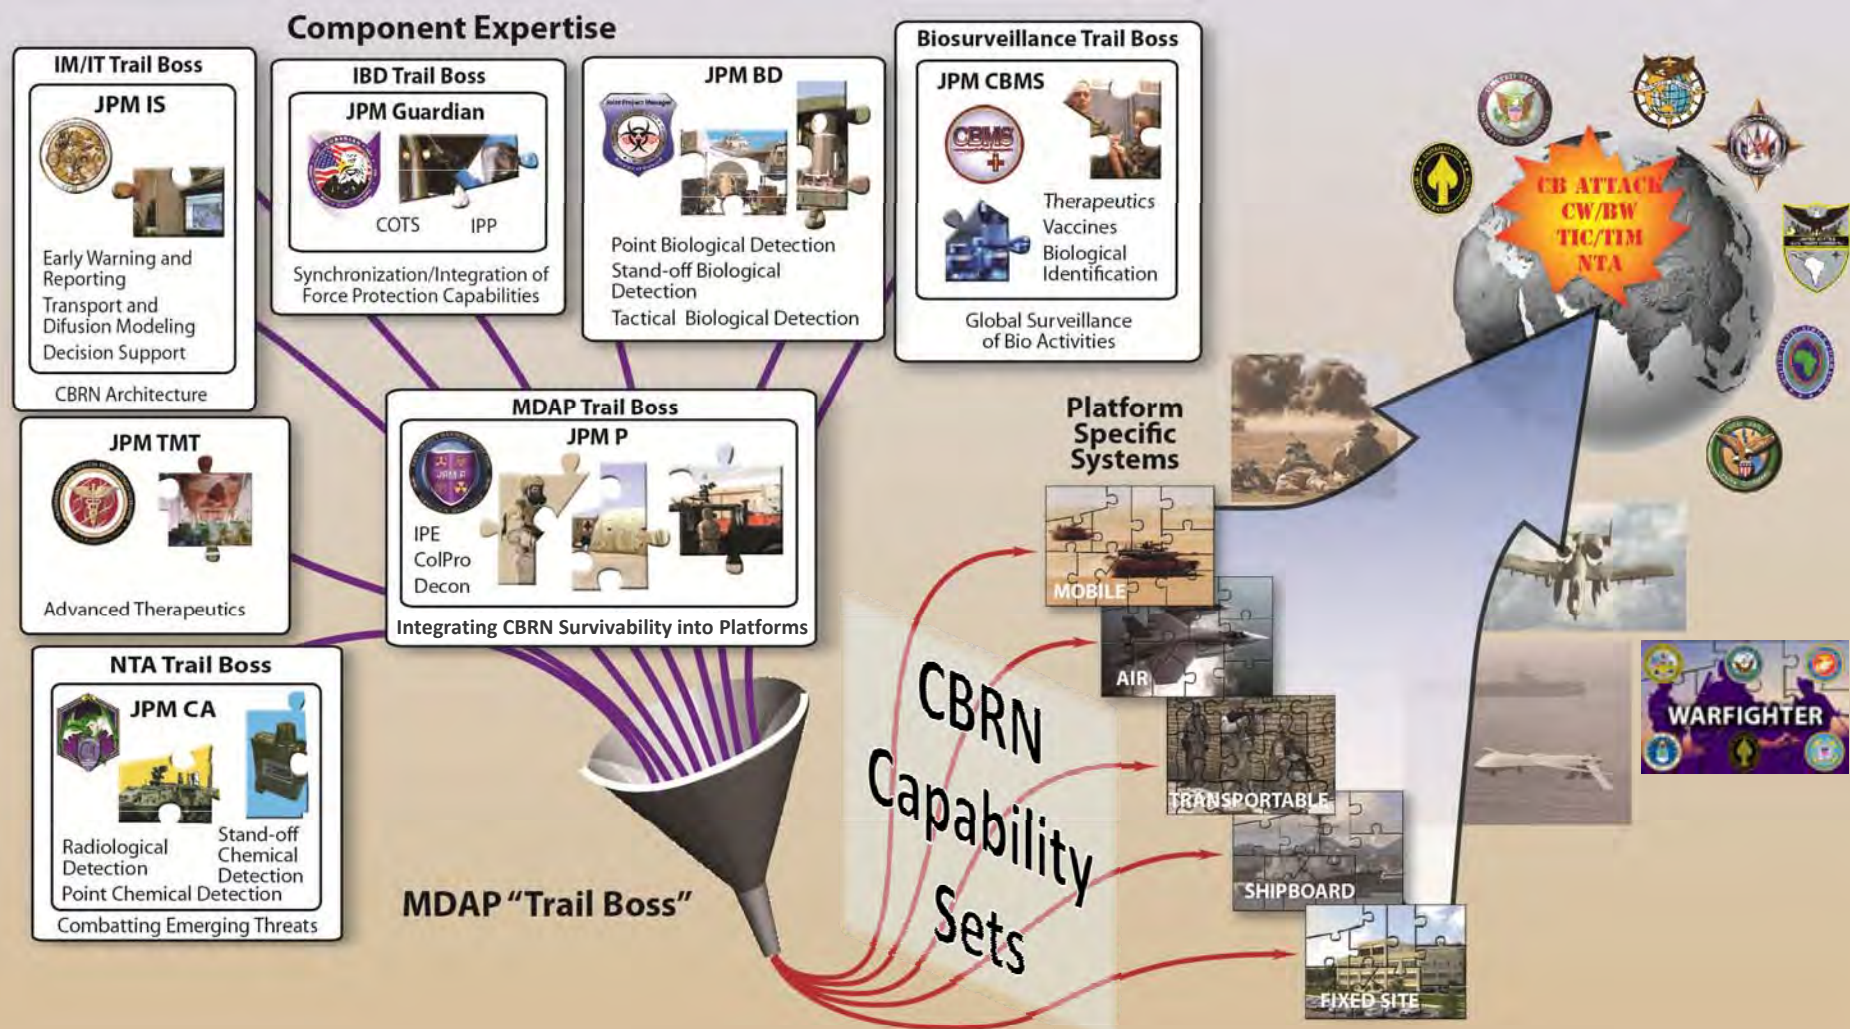 Component Expertise
IM/IT Trail Boss
JPM IS
Early Warning and
Reporting
Transport and
Difusion Modeling
Decision Support
CBRN Architecture
IBD Trail Boss
JPM Guardian
COTS
IPP
Synchronization/Integration of
Force Protection Capabilities
JPM BD
Joint Project Manager
Point Biological Detection
Stand-off Biological
Detection
Tactical Biological Detection
Biosurveillance Trail Boss
JPM CBMS
CBMS
Therapeutics
Vaccines
Biological
Identification
Global Surveillance
of Bio Activities
JPM TMT
Advanced Therapeutics
MDAP Trail Boss
JPM P
JPM P
IPE
ColPro
Decon
Integrating CBRN Survivability into Platforms
NTA Trail Boss
JPM CA
Radiological
Detection
Stand-off
Chemical
Detection
Point Chemical Detection
Combatting Emerging Threats
MDAP "Trail Boss"
CBRN
Capability
Sets
Platform
Specific
Systems
MOBILE
AIR
TRANSPORTABLE
SHIPBOARD
FIXED SITE
CB ATTACK
CW/BW
TIC/TIM
NTA
WARFIGHTER